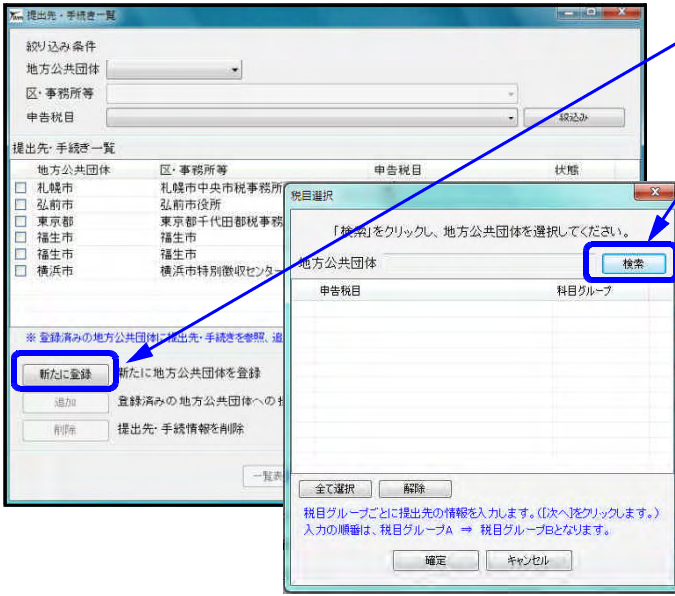 提出先・手続き一覧
絞り込み条件
地方公共団体
区・事務所等
申告税目
絞込み
提出先・手続き一覧
地方公共団体 区・事務所等 申告税目 状態
札幌市 札幌市中央市税事務所
弘前市 弘前市役所
東京都 東京都千代田都税事務
福生市 福生市
福生市 福生市
横浜市 横浜市特別徴収センター
※ 登録済みの地方公共団体に提出先・手続きを参照、追
新たに登録 新たに地方公共団体を登録
追加 登録済みの地方公共団体への
削除 提出先・手続情報を削除
一覧表
税目選択
「検索」をクリックし、地方公共団体を選択してください。
地方公共団体 検索
申告税目 科目グループ
全て選択 解除
税目グループごとに提出先の情報を入力します。([次へ]をクリックします。)
入力の順番は、税目グループA ⇒ 税目グループBとなります。
確定 キャンセル